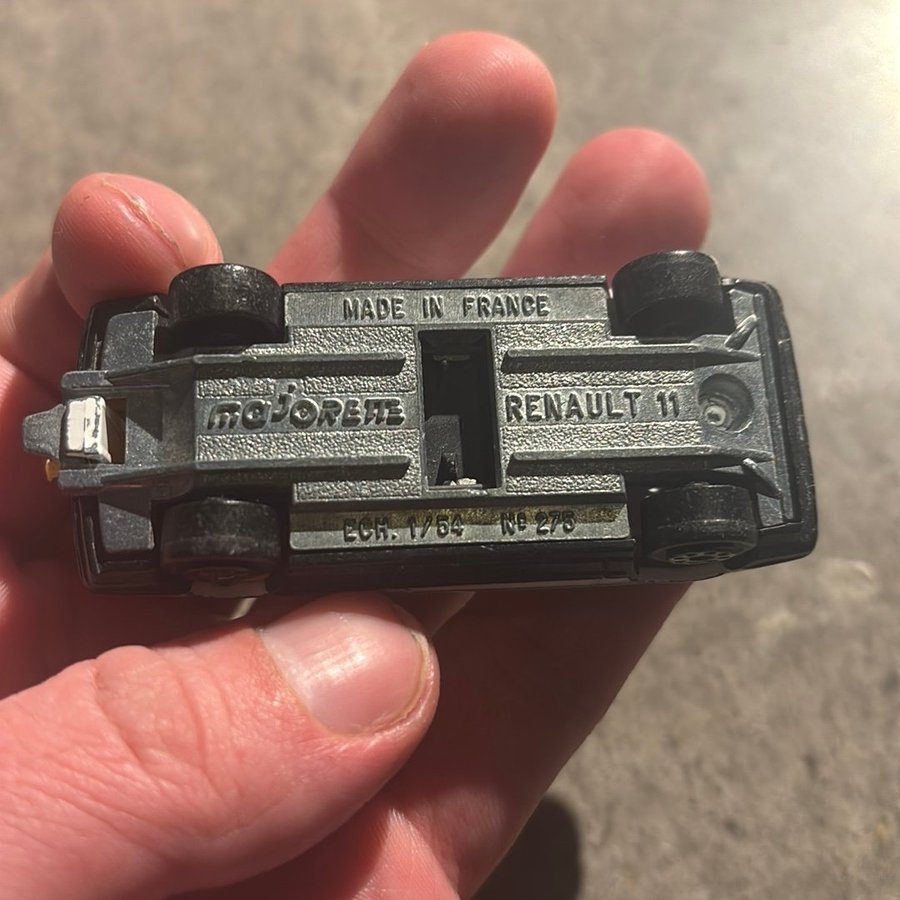 MADE IN FRANCE
majORETTE
RENAULT 11
ECH. 1/54 Nº 275